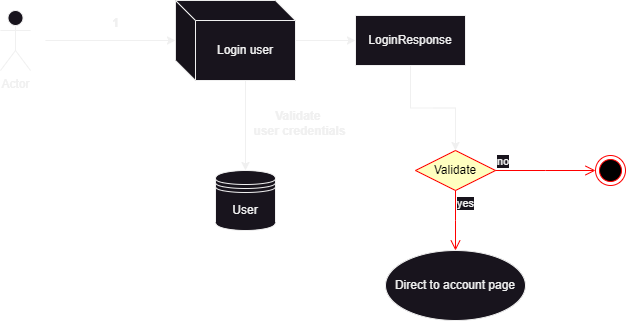 1
Login user
LoginResponse
Actor
Validate
user credentials
no
Validate
yes
User
Direct to account page